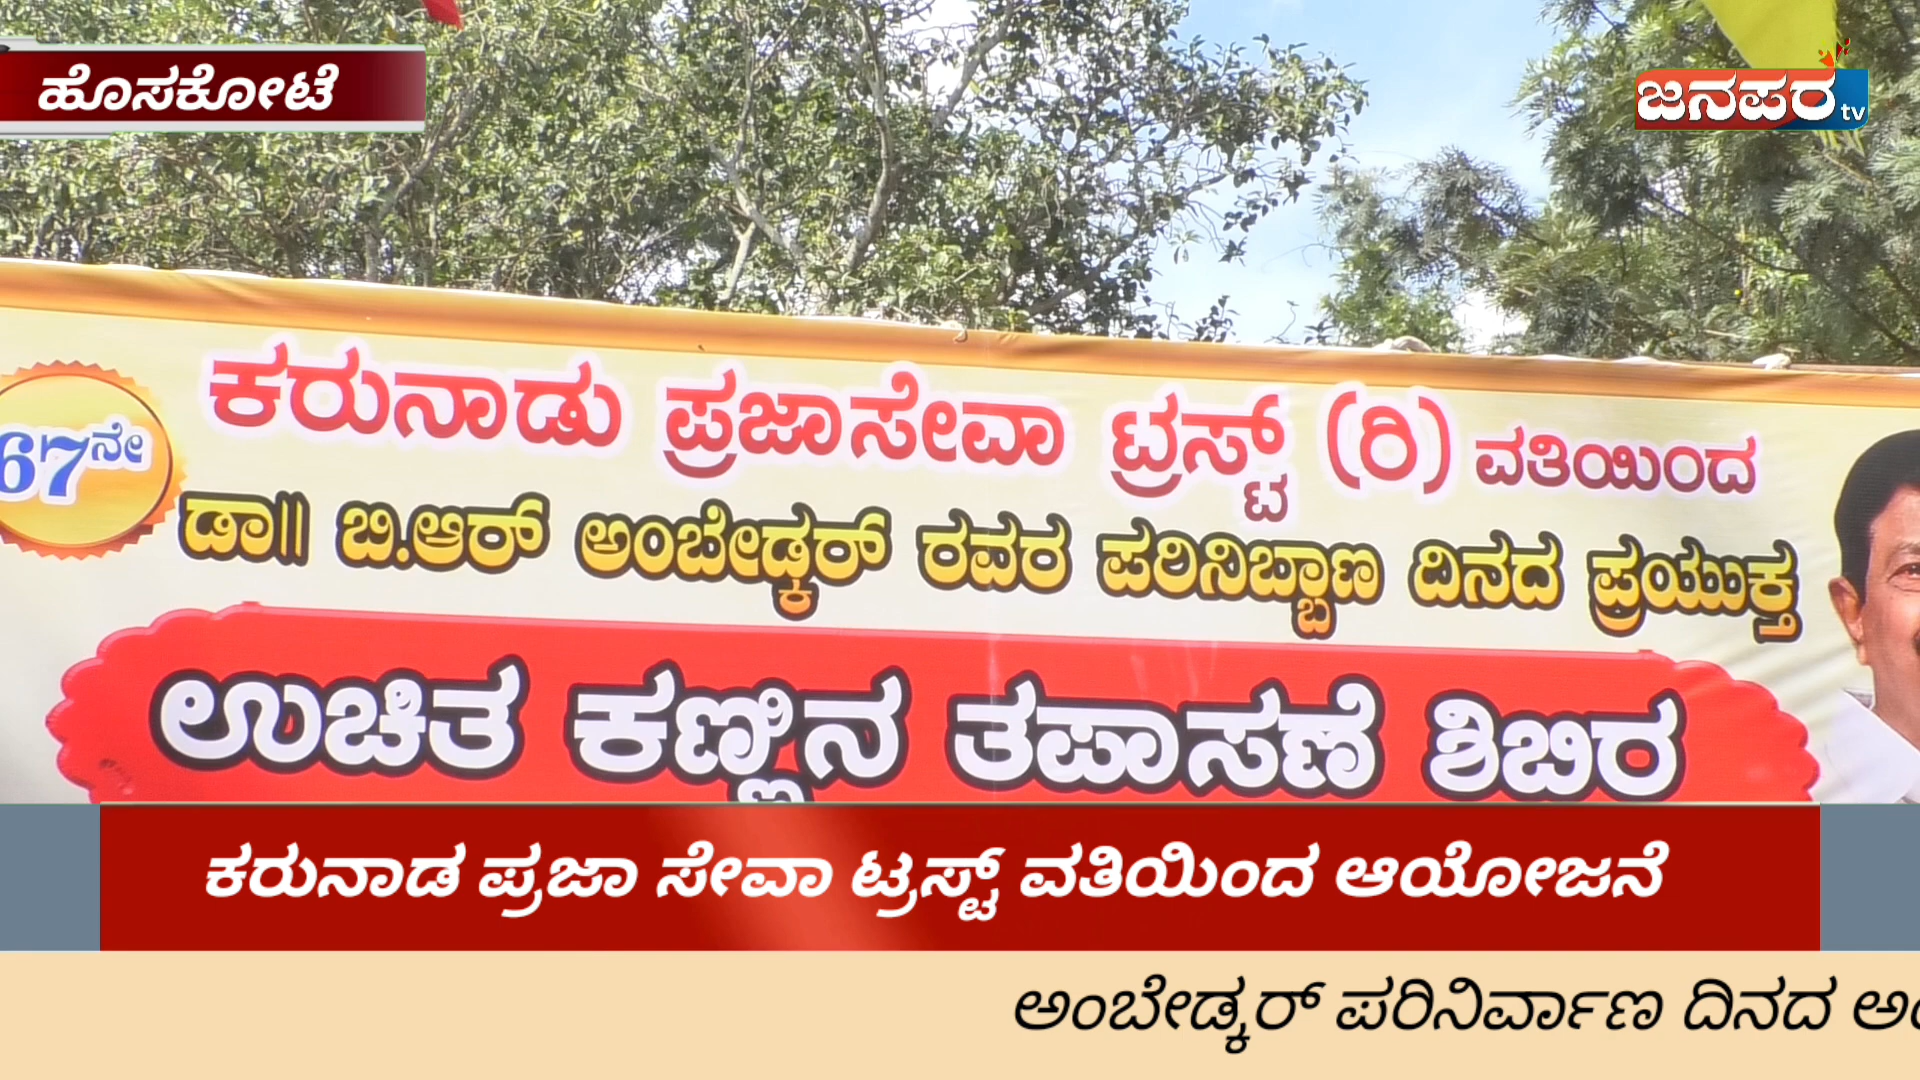 ಹೊಸಕೋಟೆ
ಜನಪರ tv
67ನೇ
ಕರುನಾಡು ಪ್ರಜಾಸೇವಾ ಟ್ರಸ್ಟ್ (ರಿ) ವತಿಯಿಂದ
ಡಾ॥ ಬಿ.ಆರ್ ಅಂಬೇಡ್ಕರ್ ರವರ ಪರಿನಿಬ್ಬಾಣ ದಿನದ ಪ್ರಯುಕ್ತ
ಉಚಿತ ಕಣ್ಣಿನ ತಪಾಸಣೆ ಶಿಬಿರ
ಕರುನಾಡ ಪ್ರಜಾ ಸೇವಾ ಟ್ರಸ್ಟ್ ವತಿಯಿಂದ ಆಯೋಜನೆ
ಅಂಬೇಡ್ಕರ್ ಪರಿನಿರ್ವಾಣ ದಿನದ